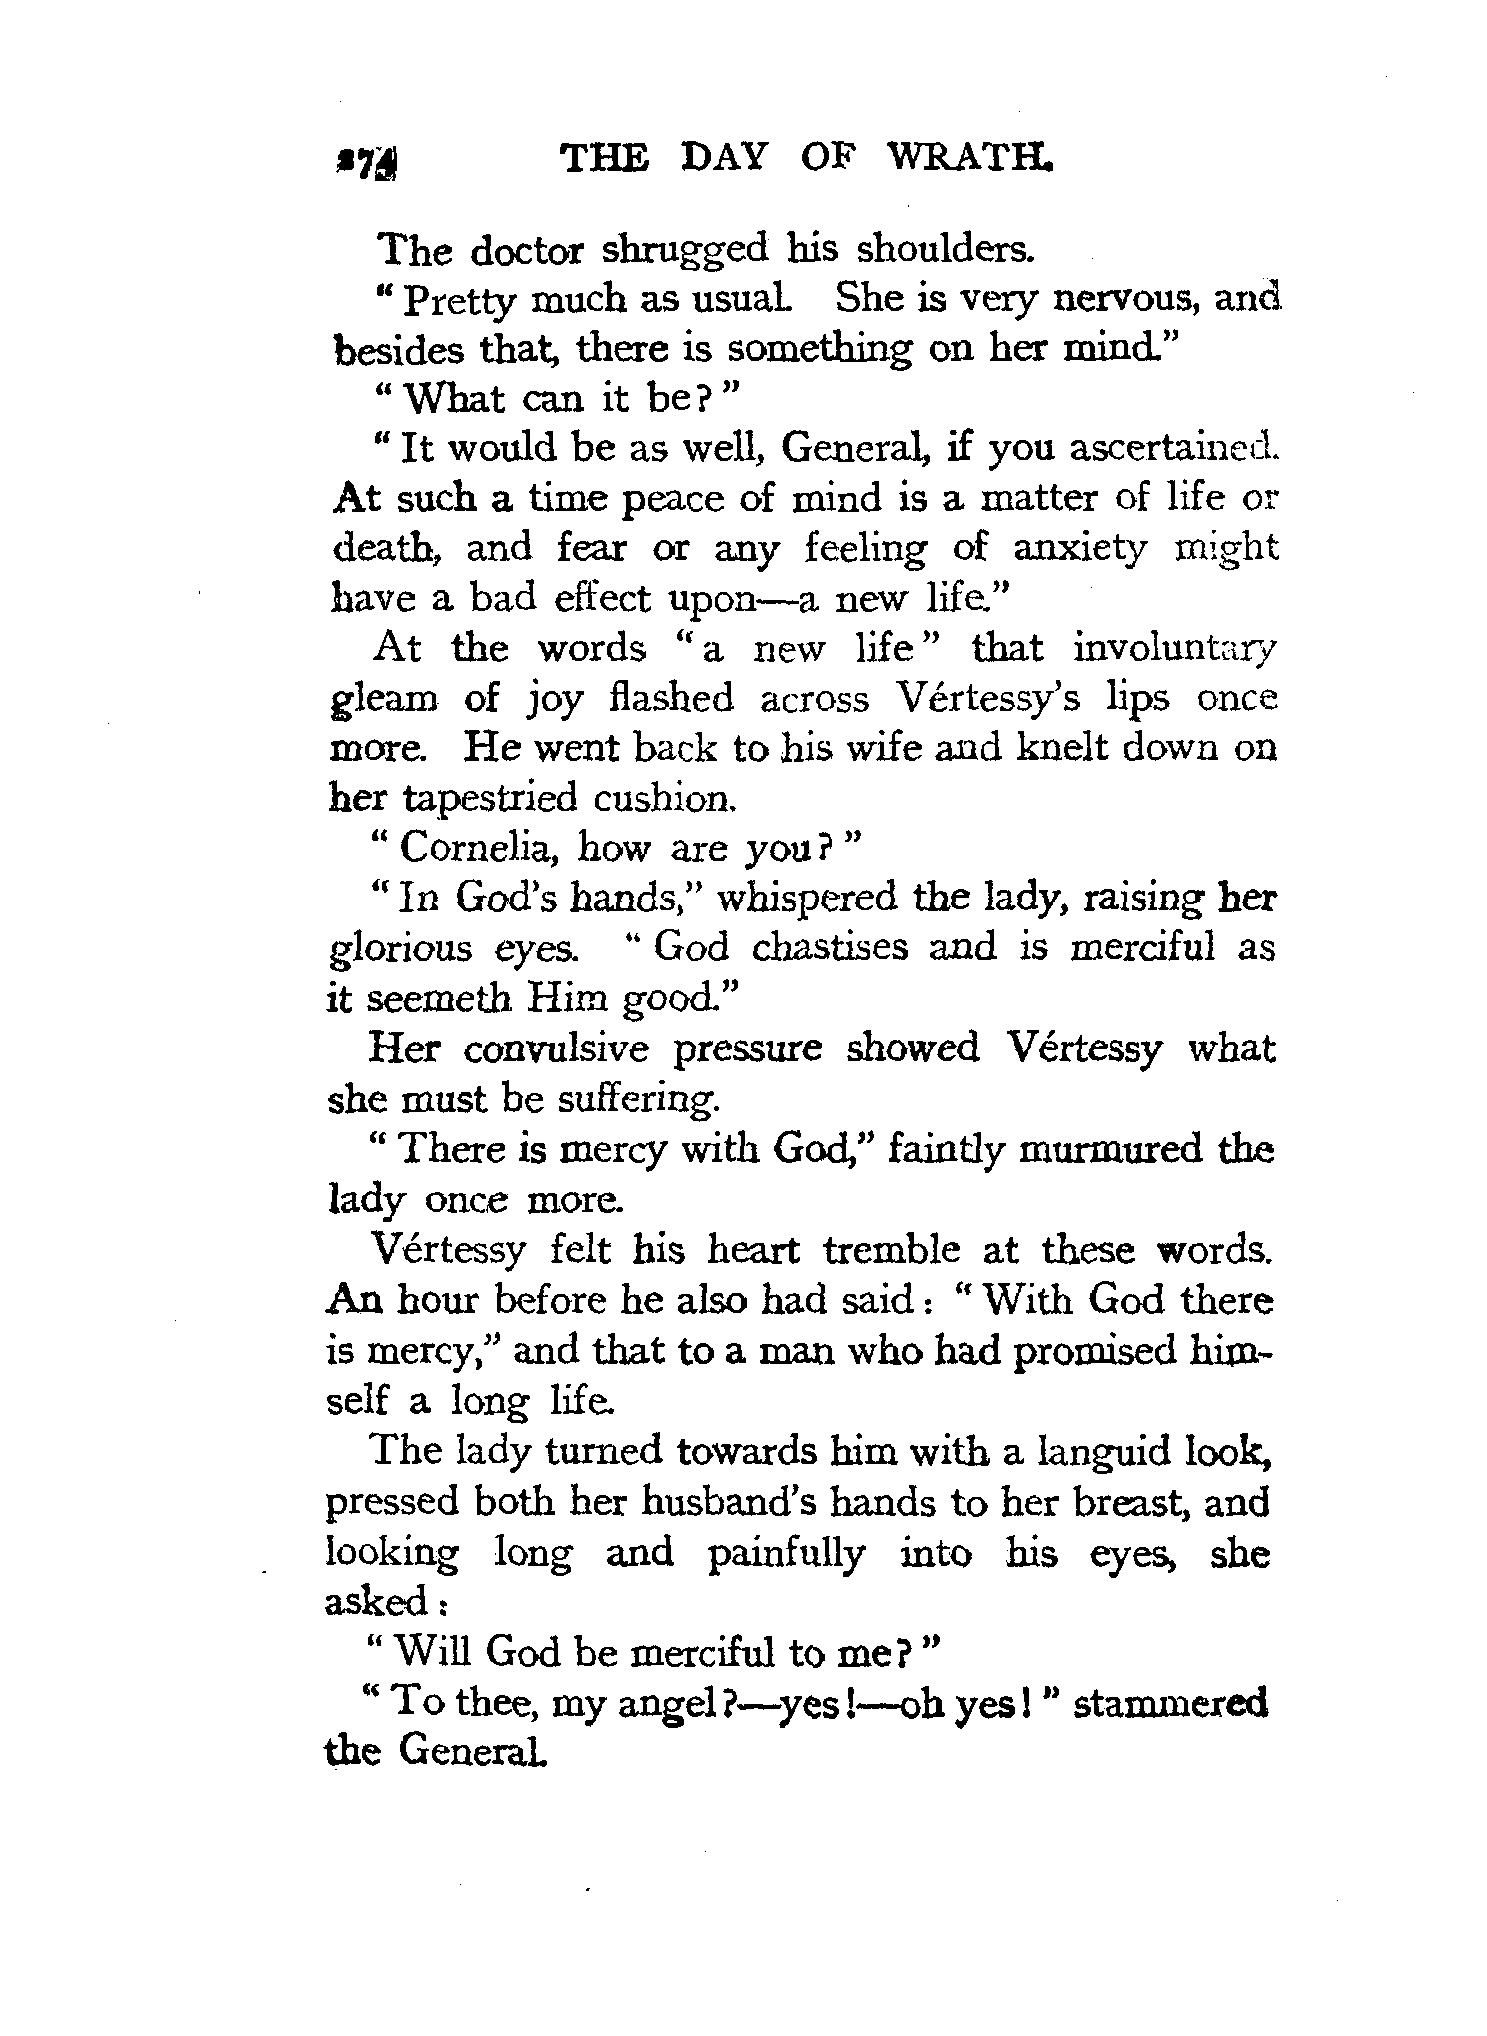 274 THE DAY OF WRATH.
The doctor shrugged his shoulders.
“Pretty much as usual. She is very nervous, and
besides that, there is something on her mind.”
“What can it be?”
“It would be as well, General, if you ascertained.
At such a time peace of mind is a matter of life or
death, and fear or any feeling of anxiety might
have a bad effect upon—a new life.”
At the words “a new life” that involuntary
gleam of joy flashed across Vértessy’s lips once
more. He went back to his wife and knelt down on
her tapestried cushion.
“Cornelia, how are you?”
“In God’s hands,” whispered the lady, raising her
glorious eyes. “God chastises and is merciful as
it seemeth Him good.”
Her convulsive pressure showed Vértessy what
she must be suffering.
“There is mercy with God,” faintly murmured the
lady once more.
Vértessy felt his heart tremble at these words.
An hour before he also had said: “With God there
is mercy,” and that to a man who had promised him-
self a long life.
The lady turned towards him with a languid look,
pressed both her husband’s hands to her breast, and
looking long and painfully into his eyes, she
asked:
“Will God be merciful to me?”
“To thee, my angel?—yes!—oh yes!” stammered
the General.